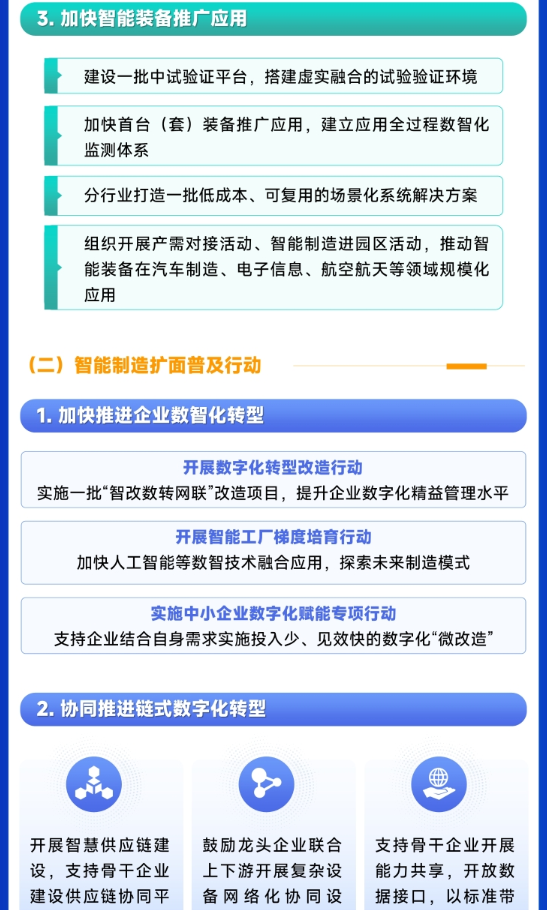 3. 加快智能装备推广应用
建设一批中试验证平台，搭建虚实融合的试验验证环境
加快首台（套）装备推广应用，建立应用全过程数智化
监测体系
分行业打造一批低成本、可复用的场景化系统解决方案
组织开展产需对接活动、智能制造进园区活动，推动智
能装备在汽车制造、电子信息、航空航天等领域规模化
应用
（二）智能制造扩面普及行动
1. 加快推进企业数智化转型
开展数字化转型改造行动
实施一批“智改数转网联”改造项目，提升企业数字化精益管理水平
开展智能工厂梯度培育行动
加快人工智能等数智技术融合应用，探索未来制造模式
实施中小企业数字化赋能专项行动
支持企业结合自身需求实施投入少、见效快的数字化“微改造”
2. 协同推进链式数字化转型
开展智慧供应链建
设，支持骨干企业
建设供应链协同平
鼓励龙头企业联合
上下游开展复杂设
备网络化协同设
支持骨干企业开展
能力共享，开放数
据接口，以标准带